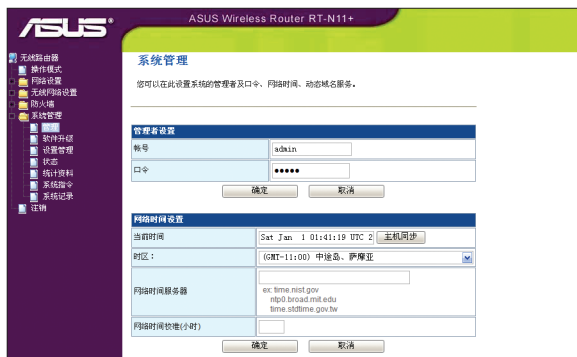 ASUS
ASUS Wireless Router RT-N11+
无线路由器
操作模式
网络设置
无线网络设置
防火墙
系统管理
管理
软件升级
设置管理
状态
统计资料
系统指令
系统记录
注销
系统管理
您可以在此设置系统的管理者及口令、网络时间、动态域名服务。
管理者设置
帐号 admin
口令 •••••
确定 取消
网络时间设置
当前时间 Sat Jan 1 01:41:19 UTC 2 主机同步
时区： (GMT-11:00) 中途岛、萨摩亚
网络时间服务器
ex: time.nist.gov
ntp0.broad.mit.edu
time.stdtime.gov.tw
网络时间校准(小时)
确定 取消